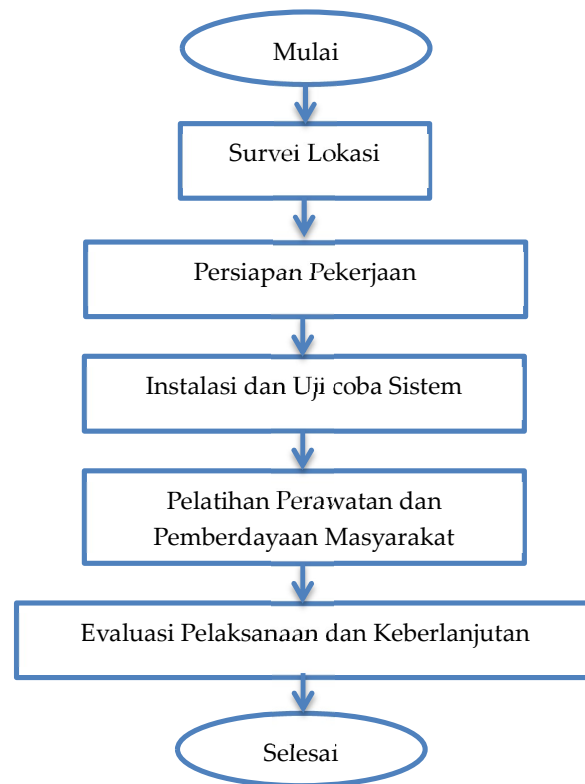 Mulai
Survei Lokasi
Persiapan Pekerjaan
Instalasi dan Uji coba Sistem
Pelatihan Perawatan dan
Pemberdayaan Masyarakat
Evaluasi Pelaksanaan dan Keberlanjutan
Selesai